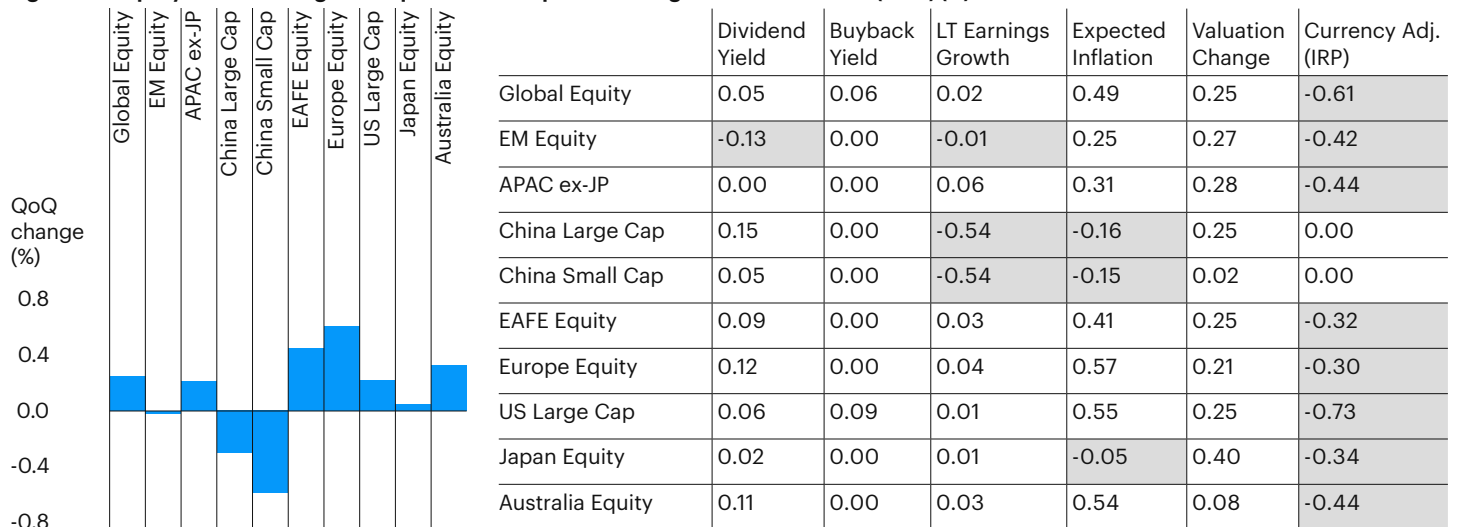 Global Equity
EM Equity
APAC ex-JP
China Large Cap
China Small Cap
EAFE Equity
Europe Equity
US Large Cap
Japan Equity
Australia Equity
QoQ
change
(%)
0.8
0.4
0.0
-0.4
-0.8
Dividend Yield Buyback Yield LT Earnings Growth Expected Inflation Valuation Change Currency Adj. (IRP)
Global Equity 0.05 0.06 0.02 0.49 0.25 -0.61
EM Equity -0.13 0.00 -0.01 0.25 0.27 -0.42
APAC ex-JP 0.00 0.00 0.06 0.31 0.28 -0.44
China Large Cap 0.15 0.00 -0.54 -0.16 0.25 0.00
China Small Cap 0.05 0.00 -0.54 -0.15 0.02 0.00
EAFE Equity 0.09 0.00 0.03 0.41 0.25 -0.32
Europe Equity 0.12 0.00 0.04 0.57 0.21 -0.30
US Large Cap 0.06 0.09 0.01 0.55 0.25 -0.73
Japan Equity 0.02 0.00 0.01 -0.05 0.40 -0.34
Australia Equity 0.11 0.00 0.03 0.54 0.08 -0.44